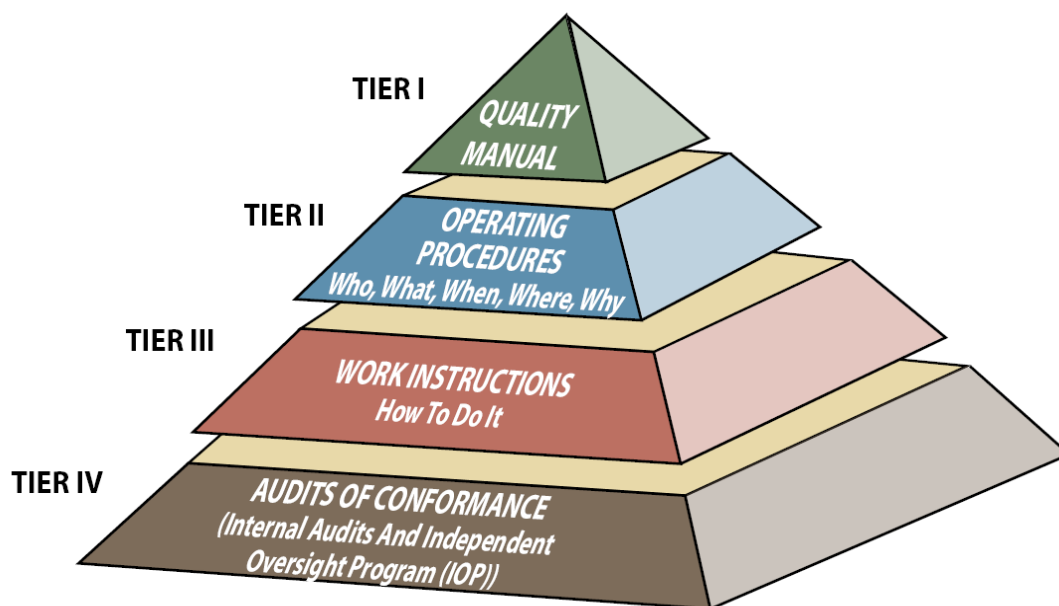 TIER I
QUALITY
MANUAL
TIER II
OPERATING
PROCEDURES
Who, What, When, Where, Why
TIER III
WORK INSTRUCTIONS
How To Do It
TIER IV
AUDITS OF CONFORMANCE
(Internal Audits And Independent
Oversight Program (IOP))